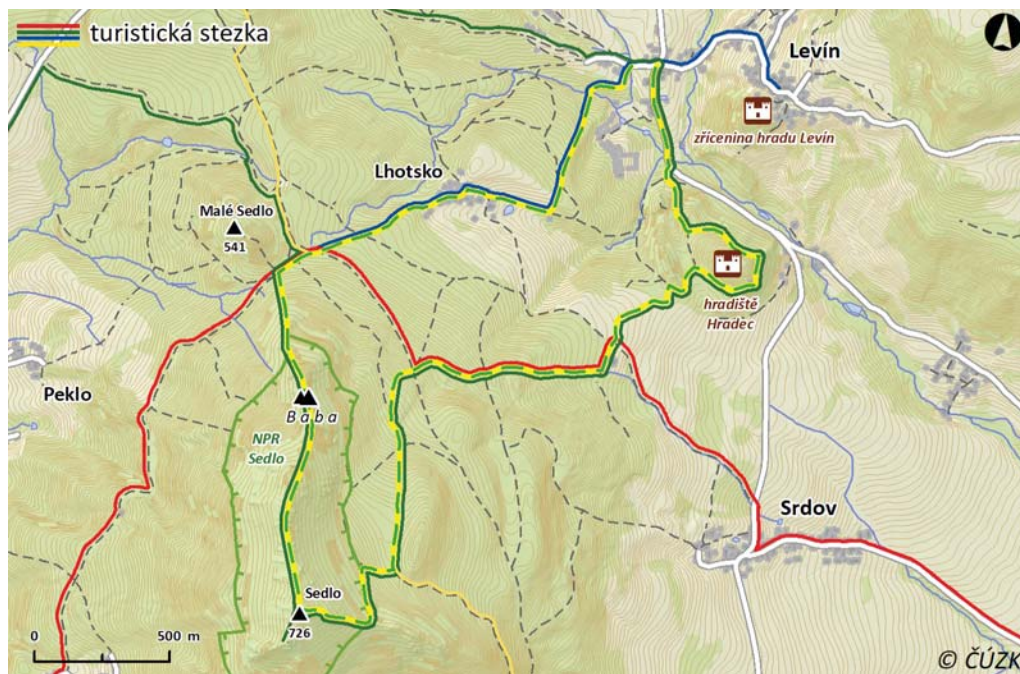 turistická stezka
Levín
zřícenina hradu Levín
Lhotsko
Malé Sedlo
541
hradiště
Hradec
Peklo
Baba
NPR
Sedlo
Srdov
Sedlo
726
0
500 m
© ČÚZK